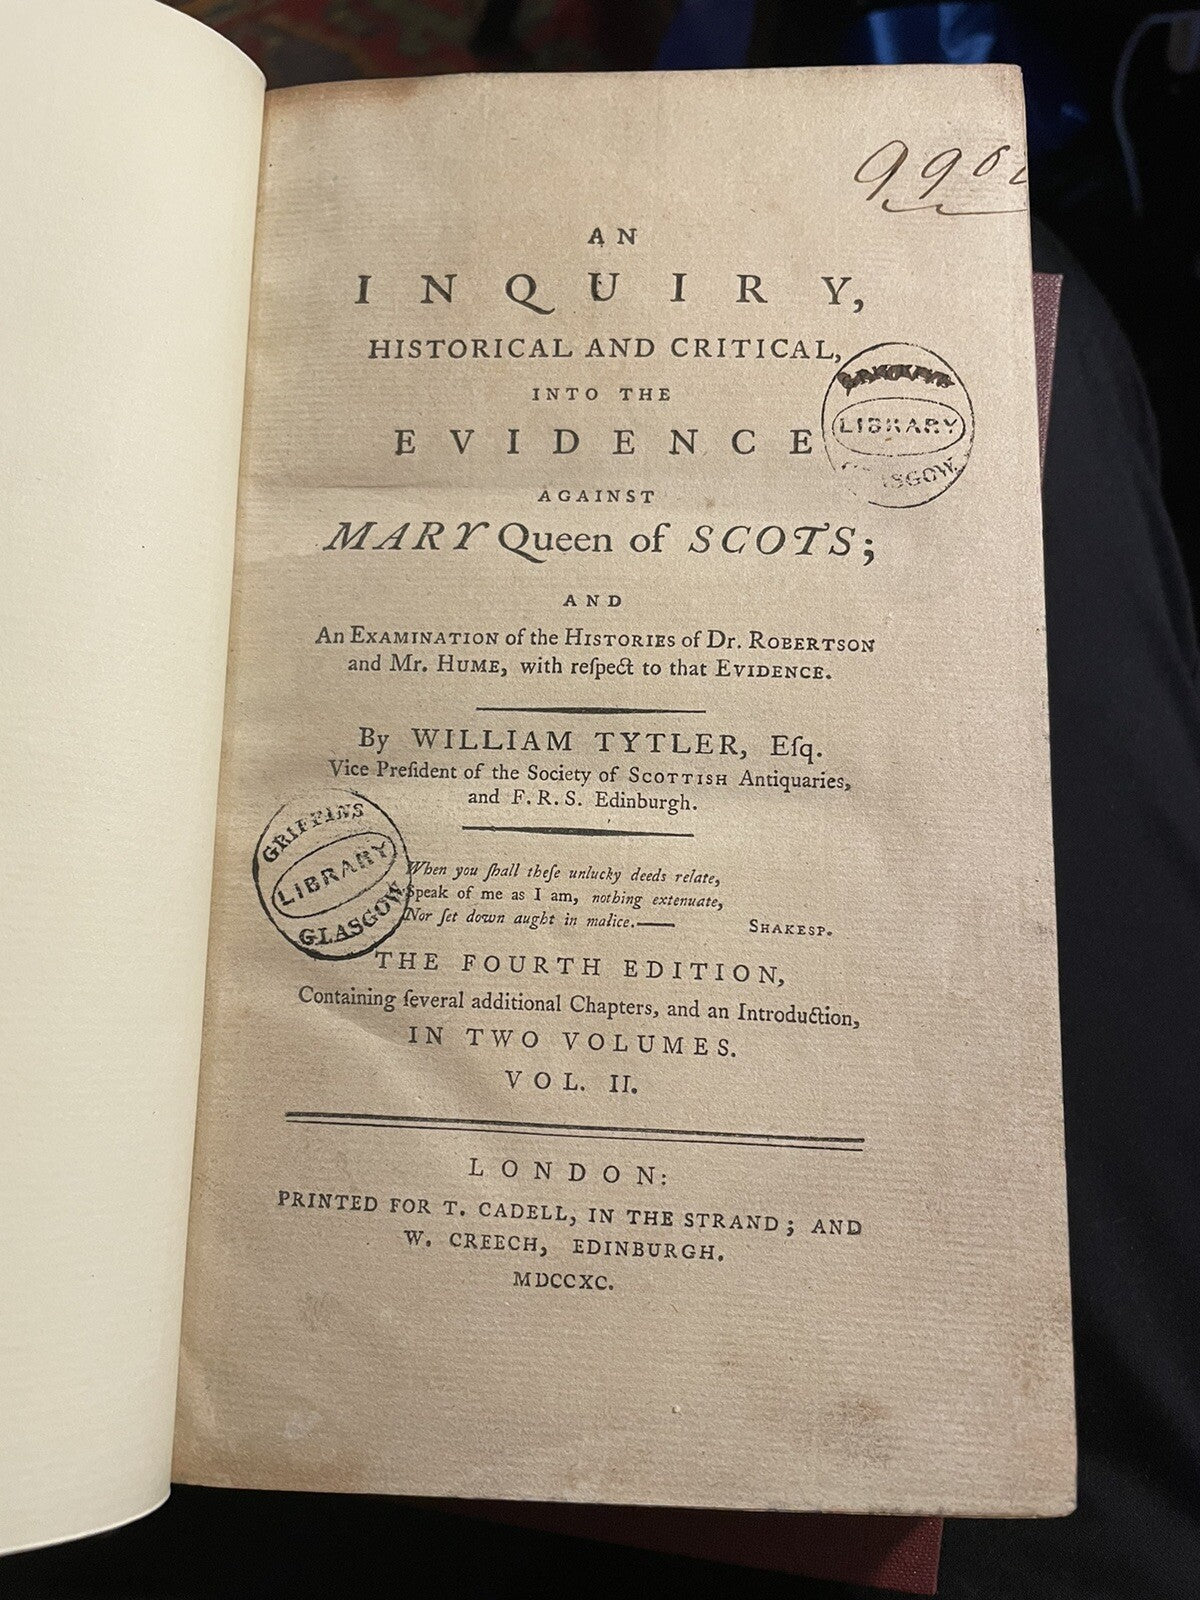 AN
INQUIRY,
HISTORICAL AND CRITICAL,
INTO THE
EVIDENCE
AGAINST
MARY Queen of SCOTS;
AND
An EXAMINATION of the HISTORIES of Dr. ROBERTSON
and Mr. HUME, with reſpect to that EVIDENCE.
By WILLIAM TYTLER, Eſq.
Vice Preſident of the Society of SCOTTISH Antiquaries,
and F. R. S. Edinburgh.
When you ſhall theſe unlucky deeds relate,
Speak of me as I am, nothing extenuate,
Nor ſet down aught in malice.——
SHAKESP.
THE FOURTH EDITION,
Containing ſeveral additional Chapters, and an Introduction,
IN TWO VOLUMES.
VOL. II.
LONDON:
PRINTED FOR T. CADELL, IN THE STRAND; AND
W. CREECH, EDINBURGH.
MDCCXC.
LIBRARY
GLASGOW
GRIFFINS
LIBRARY
GLASGOW